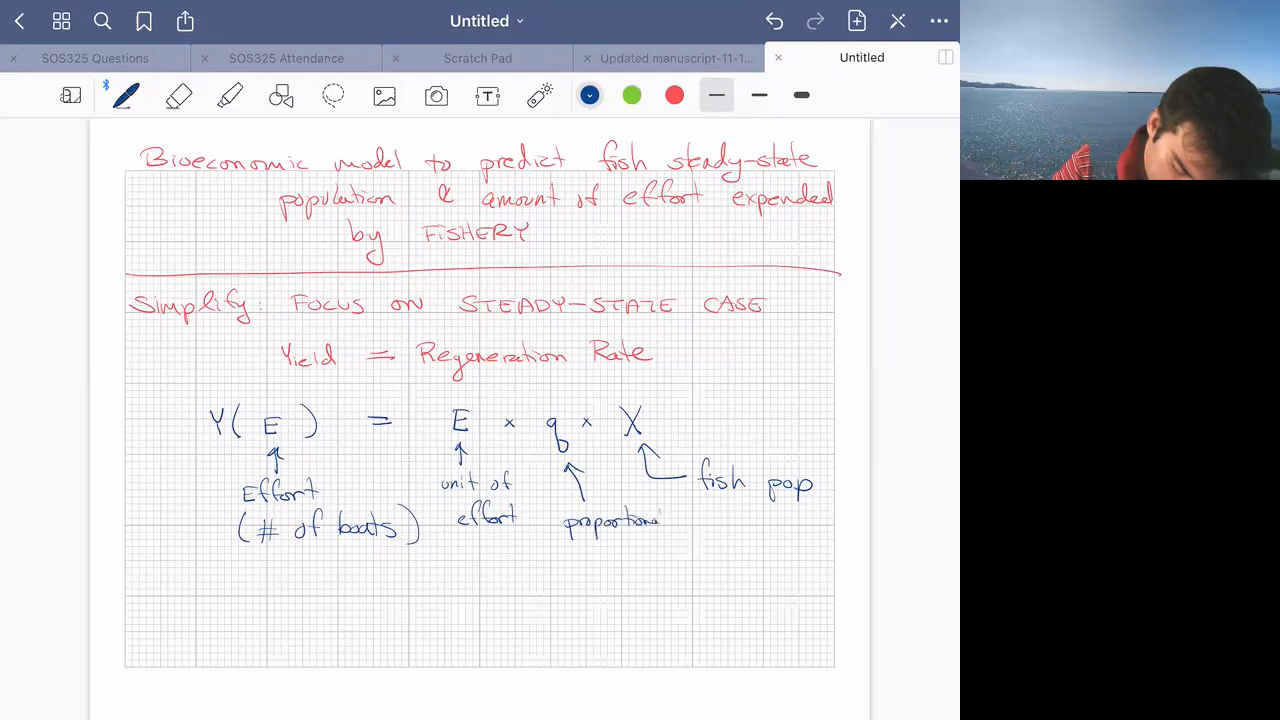 Untitled
SOS325 Questions
SOS325 Attendance
Scratch Pad
Updated manuscript-11-1...
Untitled
Bioeconomic model to predict fish steady-state
population & amount of effort expended
by FISHERY
Simplify: FOCUS ON STEADY-STATE CASE
Yield = Regeneration Rate
Y( E ) = E × q × X
Effort
(# of boats)
unit of
effort
proportiona
fish pop